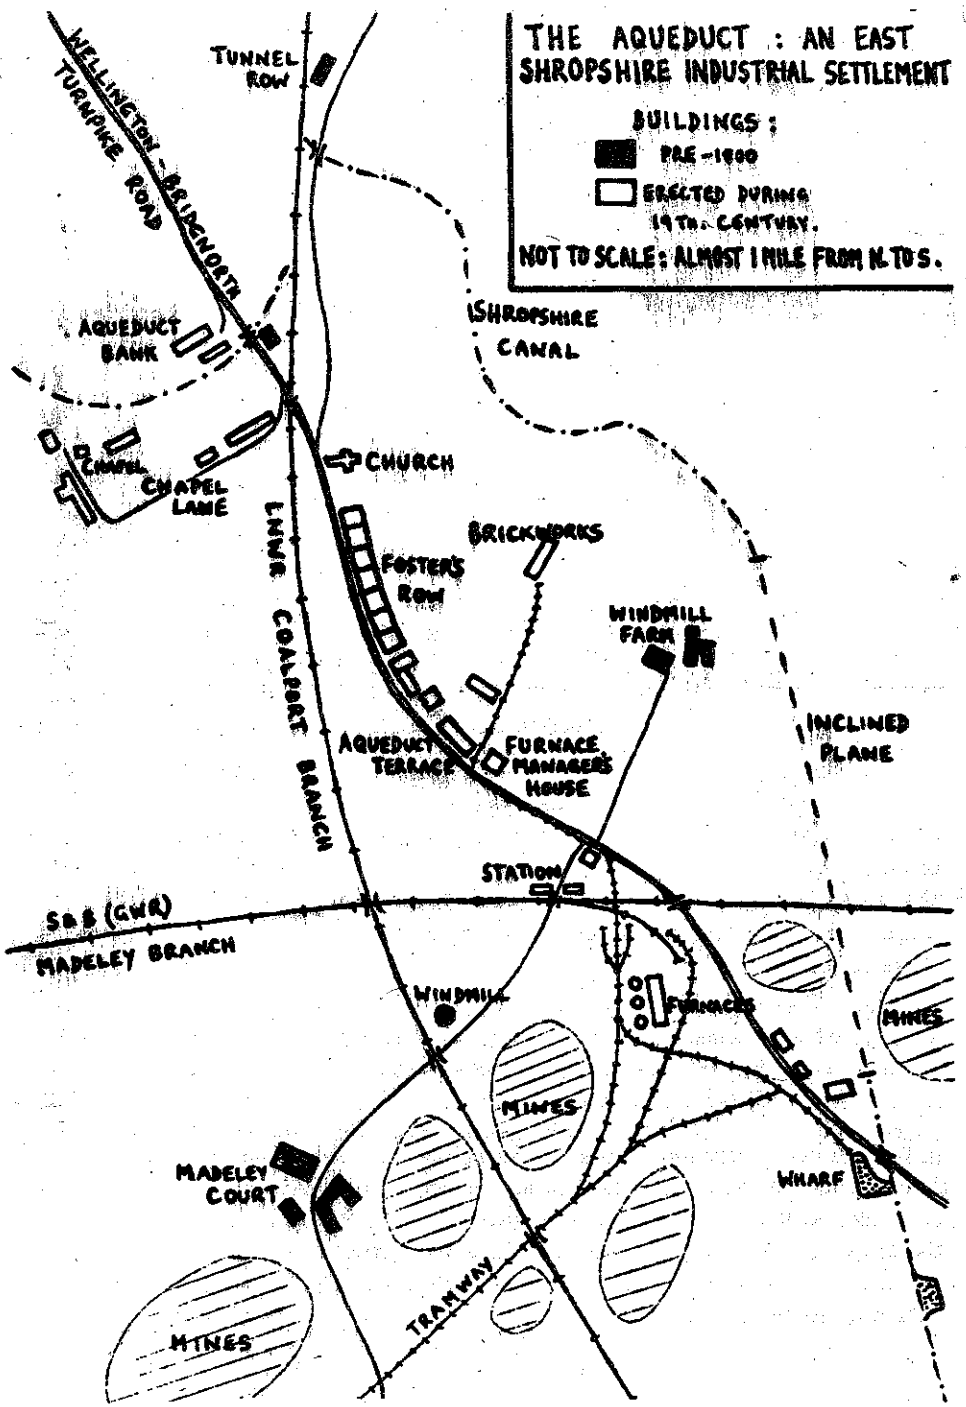 THE AQUEDUCT : AN EAST
SHROPSHIRE INDUSTRIAL SETTLEMENT
BUILDINGS :
PRE-1800
ERECTED DURING
19TH. CENTURY.
NOT TO SCALE: ALMOST 1 MILE FROM N. TO S.
TUNNEL
ROW
WELLINGTON - BRIDGNORTH
TURNPIKE ROAD
AQUEDUCT
BANK
SHROPSHIRE
CANAL
CHAPEL
CHAPEL
LANE
CHURCH
LNWR COALPORT BRANCH
FOSTER'S
ROW
BRICKWORKS
WINDMILL
FARM
INCLINED
PLANE
AQUEDUCT
TERRACE
FURNACE
MANAGER'S
HOUSE
STATION
S & B (GWR)
MADELEY BRANCH
WINDMILL
FURNACES
MINES
MINES
MADELEY
COURT
WHARF
TRAMWAY
MINES